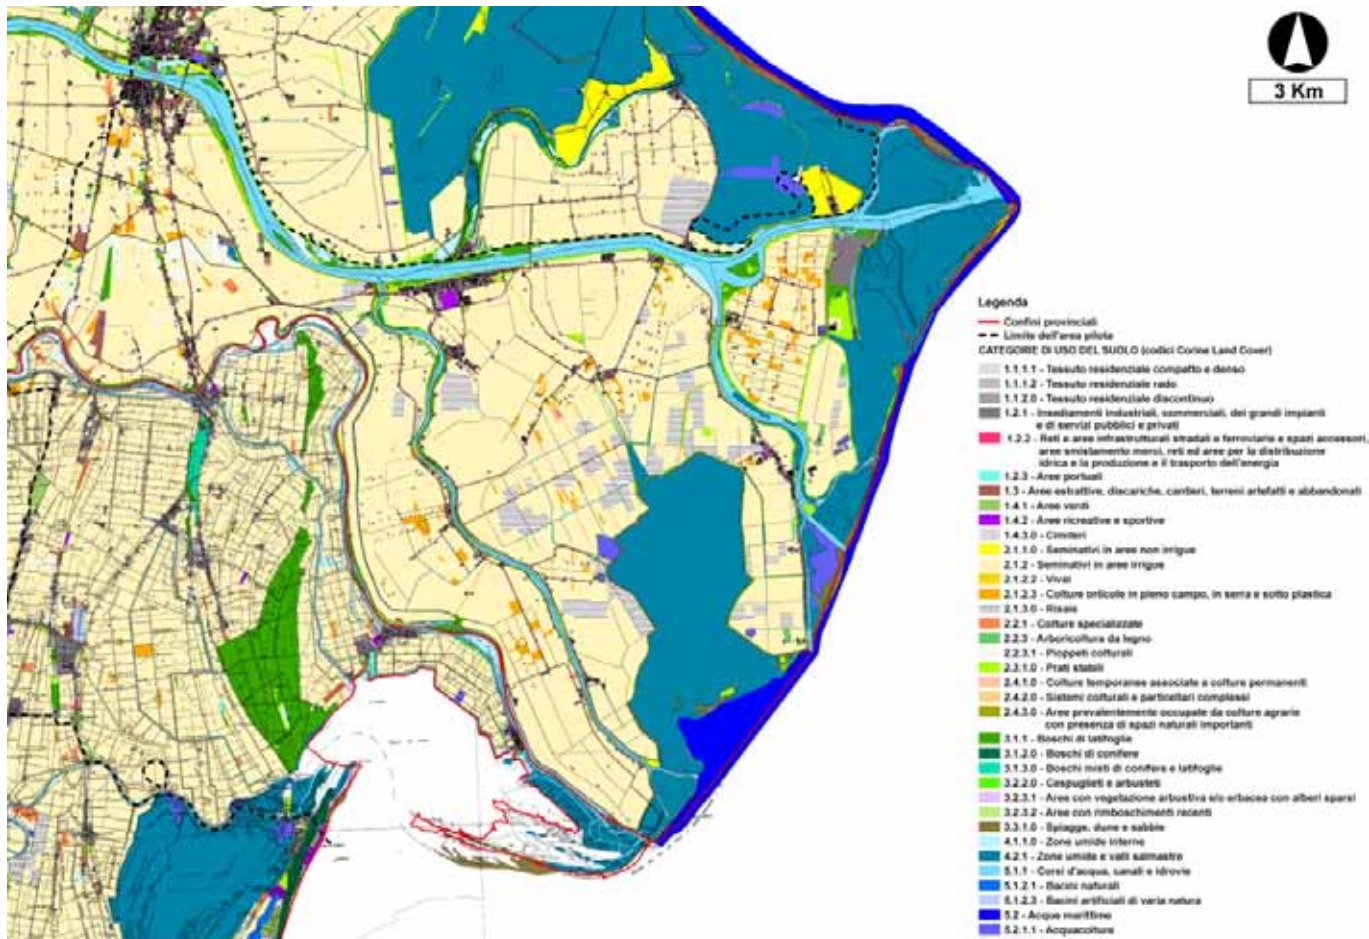 3 Km
Legenda
Confini provinciali
Limite dell'area pilota
CATEGORIE DI USO DEL SUOLO (codici Corine Land Cover)
1.1.1.1 - Tessuto residenziale compatto e denso
1.1.1.2 - Tessuto residenziale rado
1.1.2.0 - Tessuto residenziale discontinuo
1.2.1 - Insediamenti industriali, commerciali, dei grandi impianti
e di servizi pubblici e privati
1.2.2 - Reti e aree infrastrutturali stradali e ferroviarie e spazi accessori,
aree smistamento merci, reti ed aree per la distribuzione
idrica e la produzione e il trasporto dell'energia
1.2.3 - Aree portuali
1.3 - Aree estrattive, discariche, cantieri, terreni artefatti e abbandonati
1.4.1 - Aree verdi
1.4.2 - Aree ricreative e sportive
1.4.3.0 - Cimiteri
2.1.1.0 - Seminativi in aree non irrigue
2.1.2 - Seminativi in aree irrigue
2.1.2.2 - Vivai
2.1.2.3 - Colture orticole in pieno campo, in serra e sotto plastica
2.1.3.0 - Risaie
2.2.1 - Colture specializzate
2.2.3 - Arboricoltura da legno
2.2.3.1 - Pioppeti colturali
2.3.1.0 - Prati stabili
2.4.1.0 - Colture temporanee associate a colture permanenti
2.4.2.0 - Sistemi colturali e particellari complessi
2.4.3.0 - Aree prevalentemente occupate da colture agrarie
con presenza di spazi naturali importanti
3.1.1 - Boschi di latifoglie
3.1.2.0 - Boschi di conifere
3.1.3.0 - Boschi misti di conifere e latifoglie
3.2.2.0 - Cespuglieti e arbusteti
3.2.3.1 - Aree con vegetazione arbustiva e/o erbacea con alberi sparsi
3.2.3.2 - Aree con rimboschimenti recenti
3.3.1.0 - Spiagge, dune e sabbie
4.1.1.0 - Zone umide interne
4.2.1 - Zone umide e valli salmastre
5.1.1 - Corsi d'acqua, canali e idrovie
5.1.2.1 - Bacini naturali
5.1.2.3 - Bacini artificiali di varia natura
5.2 - Acque marittime
5.2.1.1 - Acquacolture